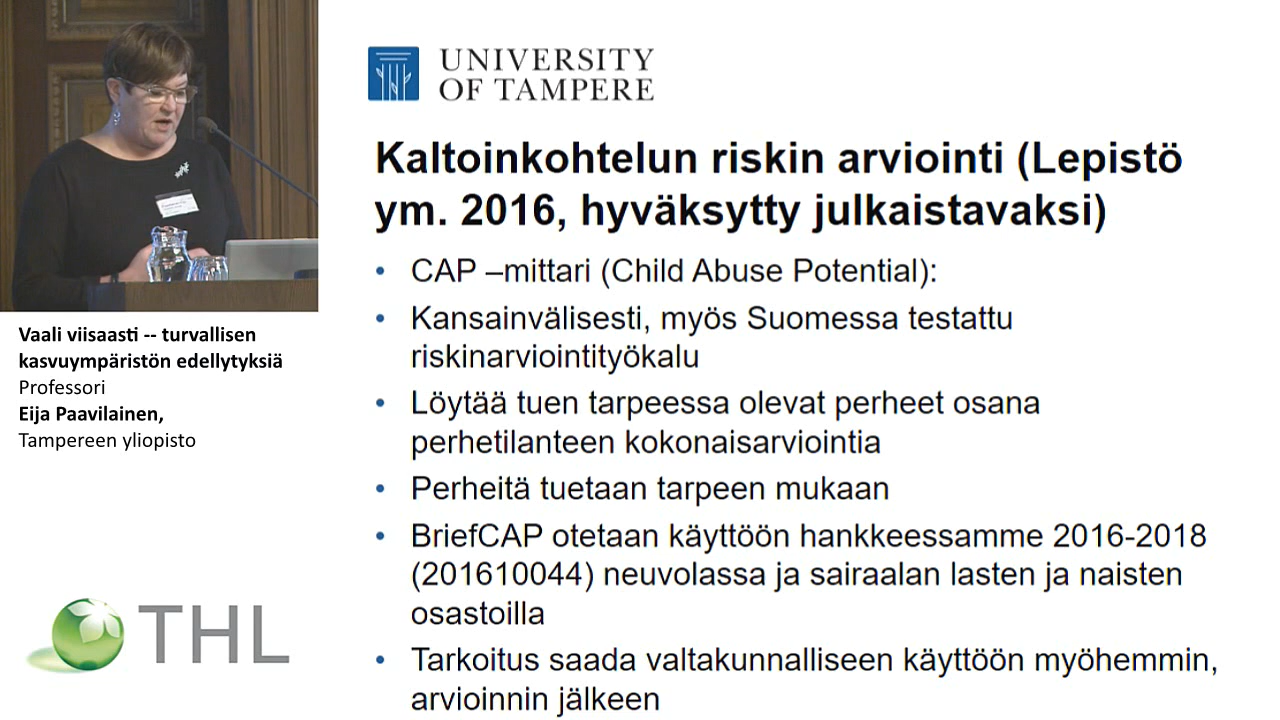 UNIVERSITY
OF TAMPERE
Kaltoinkohtelun riskin arviointi (Lepistö
ym. 2016, hyväksytty julkaistavaksi)
• CAP –mittari (Child Abuse Potential):
• Kansainvälisesti, myös Suomessa testattu
riskinarviointityökalu
• Löytää tuen tarpeessa olevat perheet osana
perhetilanteen kokonaisarviointia
• Perheitä tuetaan tarpeen mukaan
• BriefCAP otetaan käyttöön hankkeessamme 2016-2018
(201610044) neuvolassa ja sairaalan lasten ja naisten
osastoilla
• Tarkoitus saada valtakunnalliseen käyttöön myöhemmin,
arvioinnin jälkeen
Vaali viisaasti -- turvallisen
kasvuympäristön edellytyksiä
Professori
Eija Paavilainen,
Tampereen yliopisto
THL